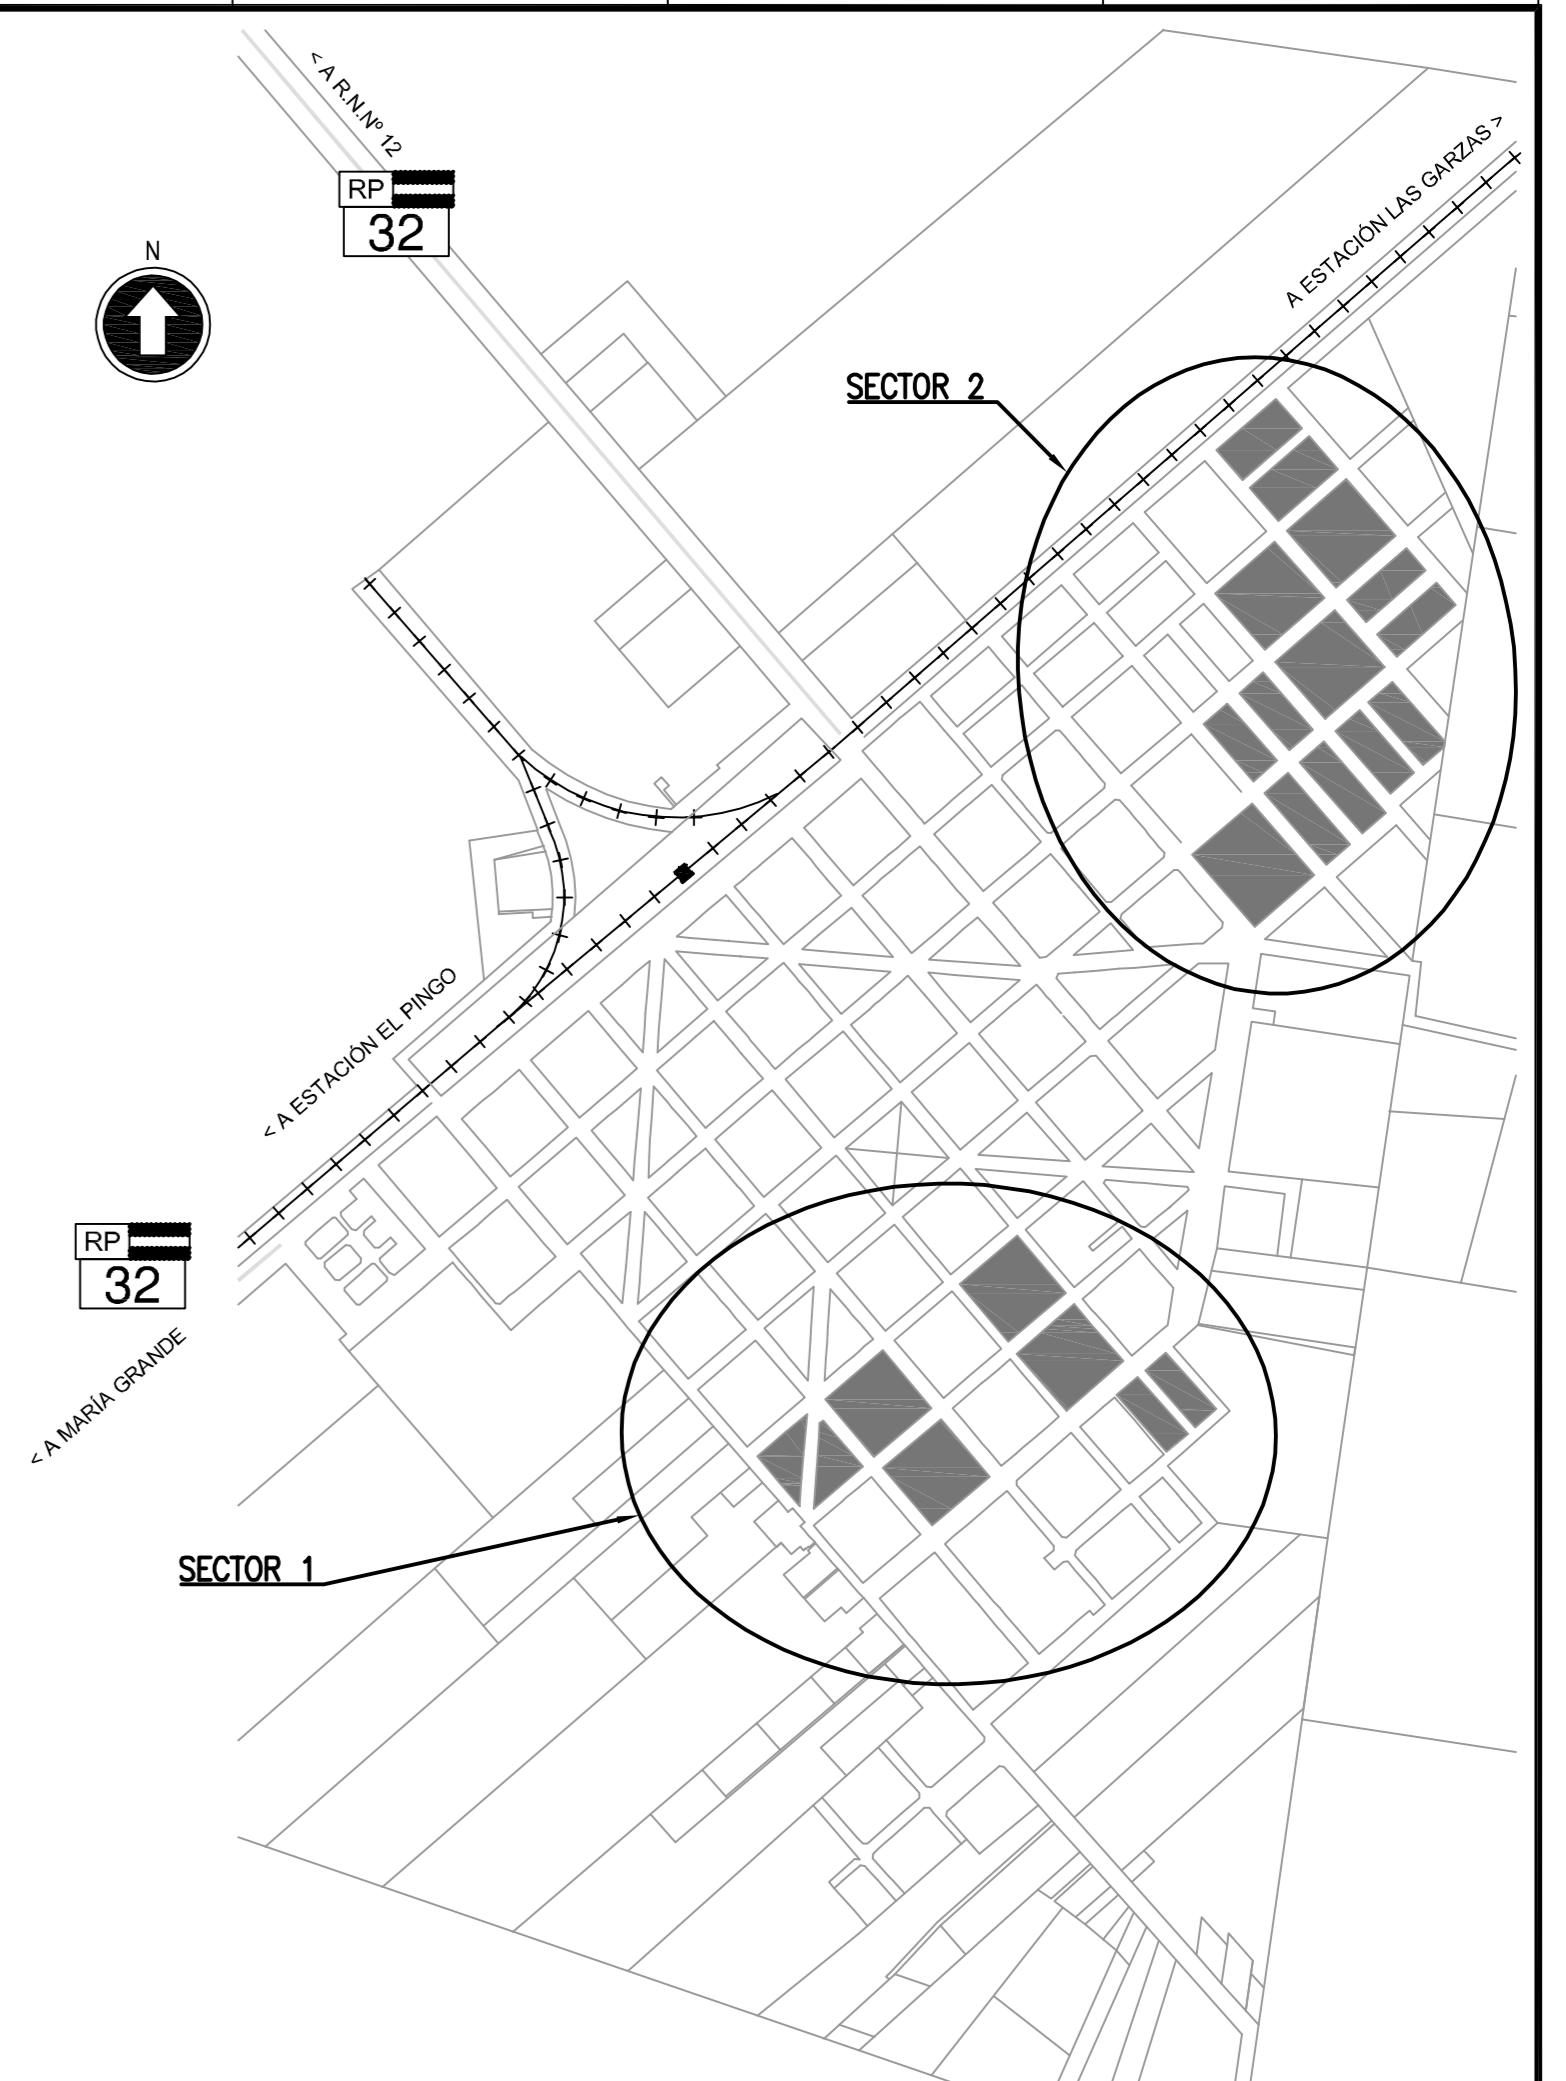 < A R.N.Nº 12
A ESTACIÓN LAS GARZAS >
RP
32
N
SECTOR 2
< A ESTACIÓN EL PINGO
RP
32
< A MARÍA GRANDE
SECTOR 1